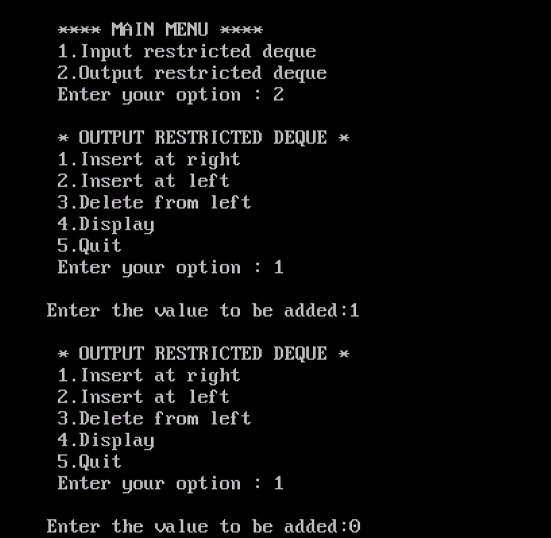 **** MAIN MENU ****
1.Input restricted deque
2.Output restricted deque
Enter your option : 2
* OUTPUT RESTRICTED DEQUE *
1.Insert at right
2.Insert at left
3.Delete from left
4.Display
5.Quit
Enter your option : 1
Enter the value to be added:1
* OUTPUT RESTRICTED DEQUE *
1.Insert at right
2.Insert at left
3.Delete from left
4.Display
5.Quit
Enter your option : 1
Enter the value to be added:0